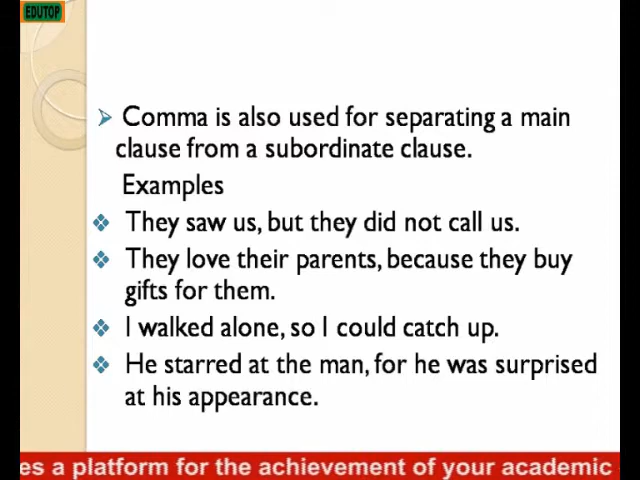 EDUTOP
Comma is also used for separating a main
clause from a subordinate clause.
Examples
They saw us, but they did not call us.
They love their parents, because they buy
gifts for them.
I walked alone, so I could catch up.
He starred at the man, for he was surprised
at his appearance.
es a platform for the achievement of your academic